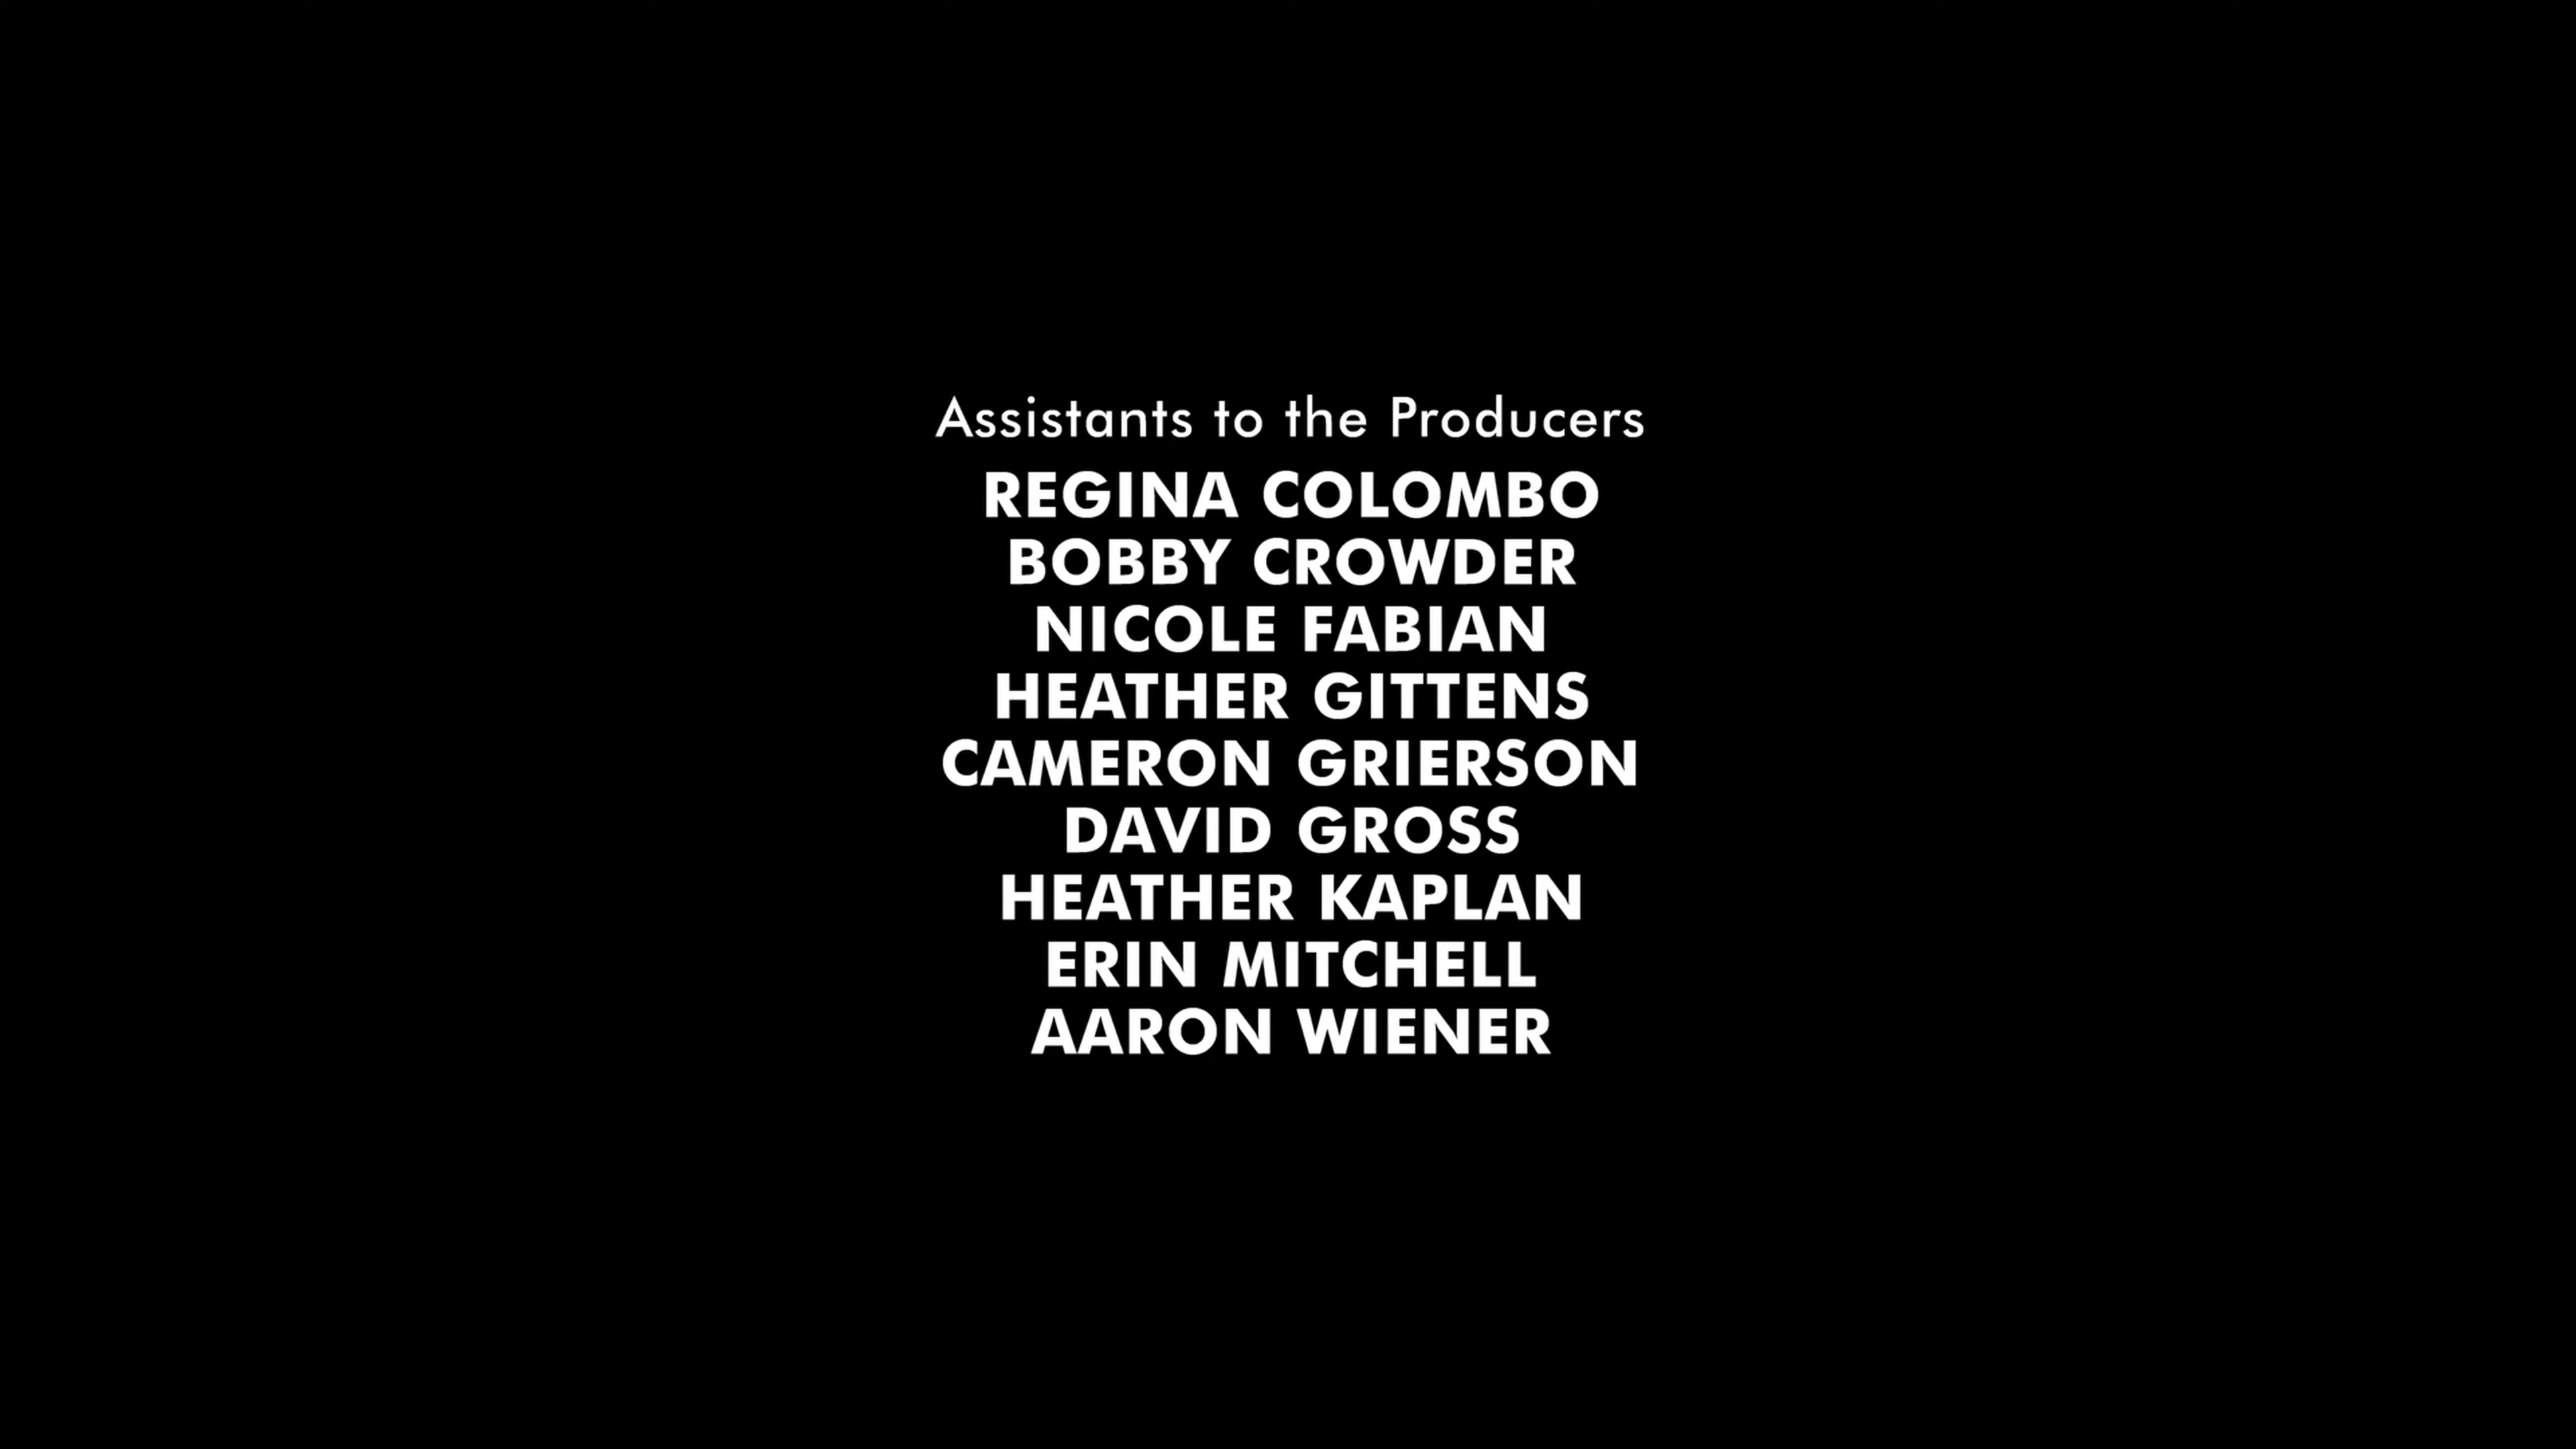 Assistants to the Producers
REGINA COLOMBO
BOBBY CROWDER
NICOLE FABIAN
HEATHER GITTENS
CAMERON GRIERSON
DAVID GROSS
HEATHER KAPLAN
ERIN MITCHELL
AARON WIENER